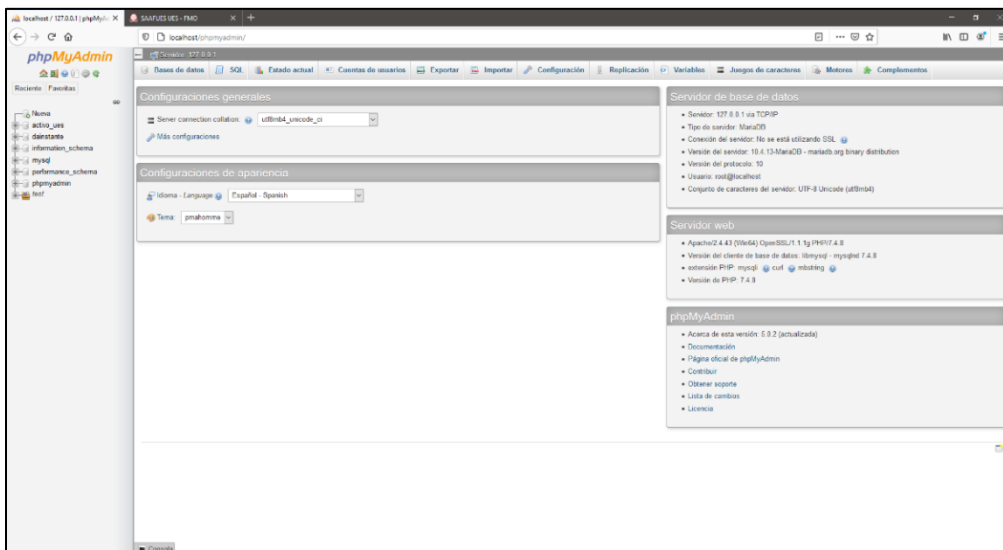 localhost / 127.0.0.1 | phpMyAd
SAAFUES UES - FMO
localhost/phpmyadmin/
phpMyAdmin
Reciente Favoritas
Nueva
activo_ues
dainstante
information_schema
mysql
performance_schema
phpmyadmin
test
Servidor: 127.0.0.1
Bases de datos SQL Estado actual Cuentas de usuarios Exportar Importar Configuración Replicación Variables Juegos de caracteres Motores Complementos
Configuraciones generales
Server connection collation: utf8mb4_unicode_ci
Más configuraciones
Configuraciones de apariencia
Idioma - Language Español - Spanish
Tema: pmahomme
Servidor de base de datos
• Servidor: 127.0.0.1 via TCP/IP
• Tipo de servidor: MariaDB
• Conexión del servidor: No se está utilizando SSL
• Versión del servidor: 10.4.13-MariaDB - mariadb.org binary distribution
• Versión del protocolo: 10
• Usuario: root@localhost
• Conjunto de caracteres del servidor: UTF-8 Unicode (utf8mb4)
Servidor web
• Apache/2.4.43 (Win64) OpenSSL/1.1.1g PHP/7.4.8
• Versión del cliente de base de datos: libmysql - mysqlnd 7.4.8
• extensión PHP: mysqli curl mbstring
• Versión de PHP: 7.4.8
phpMyAdmin
• Acerca de esta versión: 5.0.2 (actualizada)
• Documentación
• Página oficial de phpMyAdmin
• Contribuir
• Obtener soporte
• Lista de cambios
• Licencia
Consola